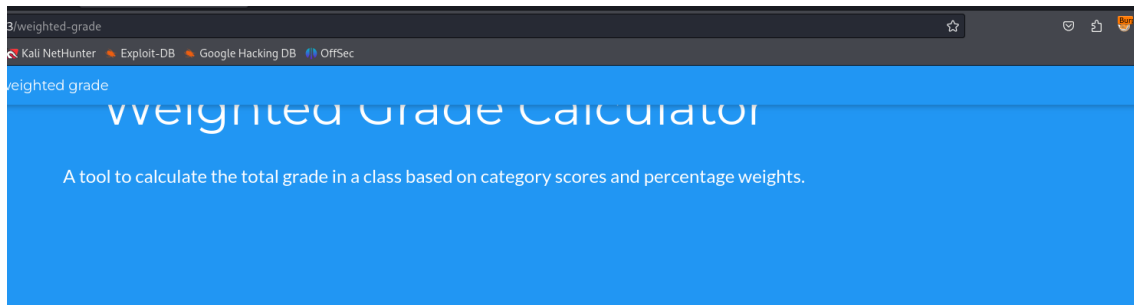 3/weighted-grade
Kali NetHunter Exploit-DB Google Hacking DB OffSec
weighted grade
Weighted Grade Calculator
A tool to calculate the total grade in a class based on category scores and percentage weights.